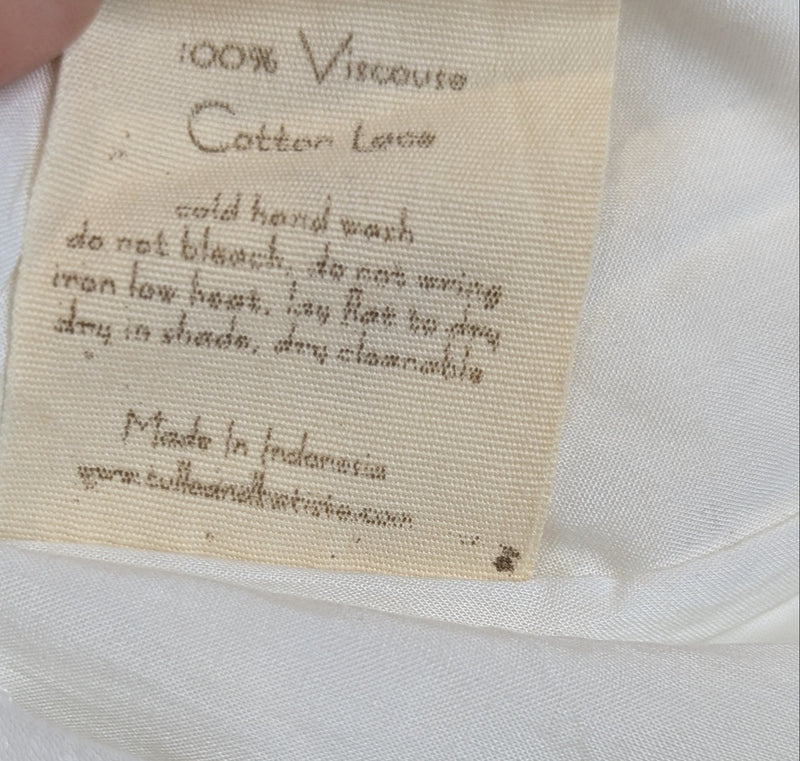 100% Viscouse
Cotton Lace
cold hand wash
do not bleach. do not wring
iron low heat. lay flat to dry
dry in shade. dry cleanable
Made In Indonesia